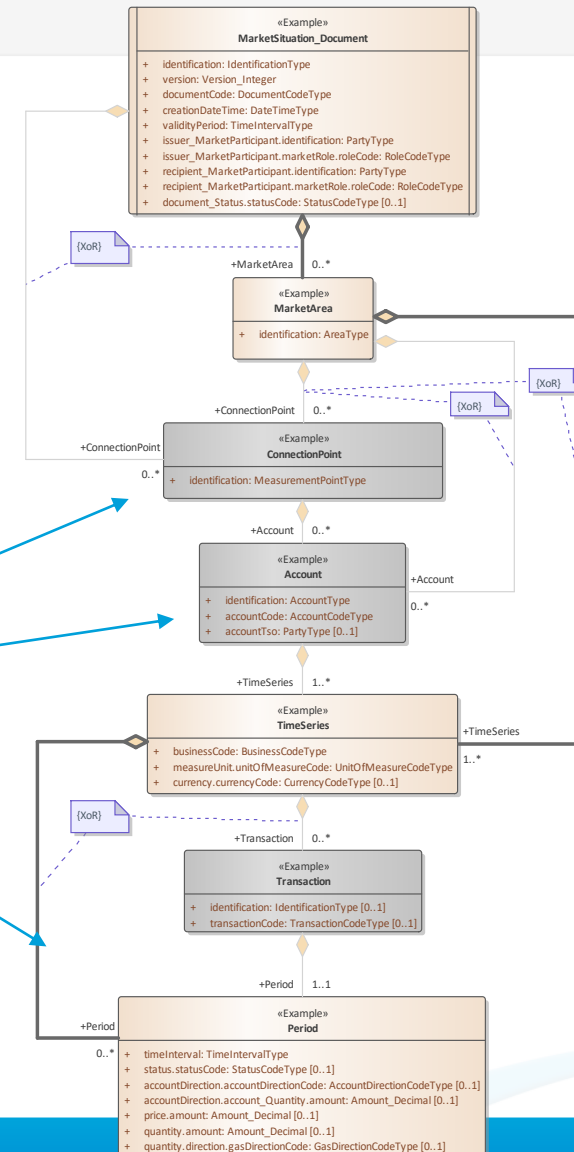 «Example»
MarketSituation_Document
+ identification: IdentificationType
+ version: Version_Integer
+ documentCode: DocumentCodeType
+ creationDateTime: DateTimeType
+ validityPeriod: TimeIntervalType
+ issuer_MarketParticipant.identification: PartyType
+ issuer_MarketParticipant.marketRole.roleCode: RoleCodeType
+ recipient_MarketParticipant.identification: PartyType
+ recipient_MarketParticipant.marketRole.roleCode: RoleCodeType
+ document_Status.statusCode: StatusCodeType [0..1]
{XoR}
+MarketArea 0..*
«Example»
MarketArea
+ identification: AreaType
{XoR}
{XoR}
+ConnectionPoint 0..*
+ConnectionPoint
0..*
«Example»
ConnectionPoint
+ identification: MeasurementPointType
+Account 0..*
«Example»
Account
+ identification: AccountType
+ accountCode: AccountCodeType
+ accountTso: PartyType [0..1]
+Account
0..*
+TimeSeries 1..*
«Example»
TimeSeries
+ businessCode: BusinessCodeType
+ measureUnit.unitOfMeasureCode: UnitOfMeasureCodeType
+ currency.currencyCode: CurrencyCodeType [0..1]
+TimeSeries
1..*
{XoR}
+Transaction 0..*
«Example»
Transaction
+ identification: IdentificationType [0..1]
+ transactionCode: TransactionCodeType [0..1]
+Period 1..1
+Period
0..*
«Example»
Period
+ timeInterval: TimeIntervalType
+ status.statusCode: StatusCodeType [0..1]
+ accountDirection.accountDirectionCode: AccountDirectionCodeType [0..1]
+ accountDirection.account_Quantity.amount: Amount_Decimal [0..1]
+ price.amount: Amount_Decimal [0..1]
+ quantity.amount: Amount_Decimal [0..1]
+ quantity.direction.gasDirectionCode: GasDirectionCodeType [0..1]